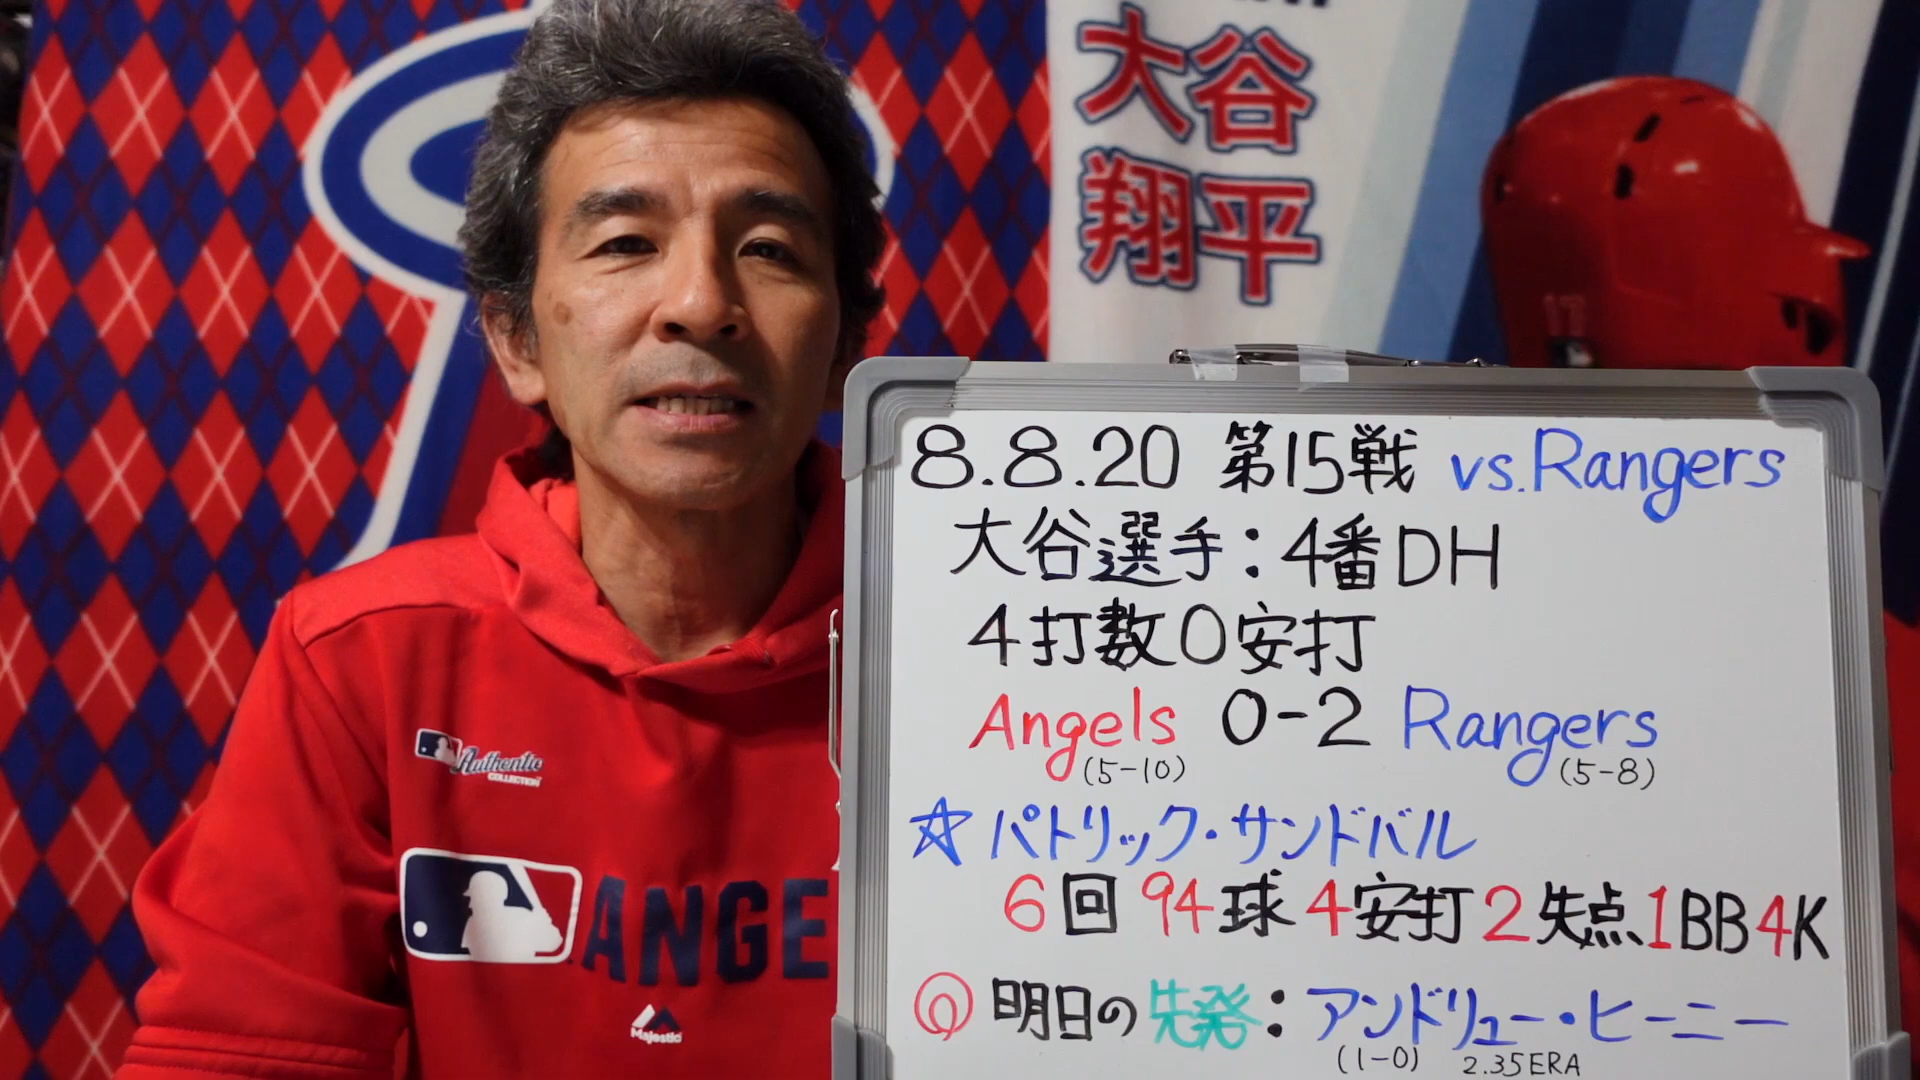 大谷
翔平
8.8.20 第15戦 vs.Rangers
大谷選手:4番DH
4打数0安打
Angels 0-2 Rangers
(5-10) (5-8)
☆パトリック・サンドバル
6回 94球 4安打 2失点 1BB 4K
明日の先発:アンドリュー・ヒーニー
(1-0) 2.35ERA
Authentic
COLLECTION
ANGE
Majestic